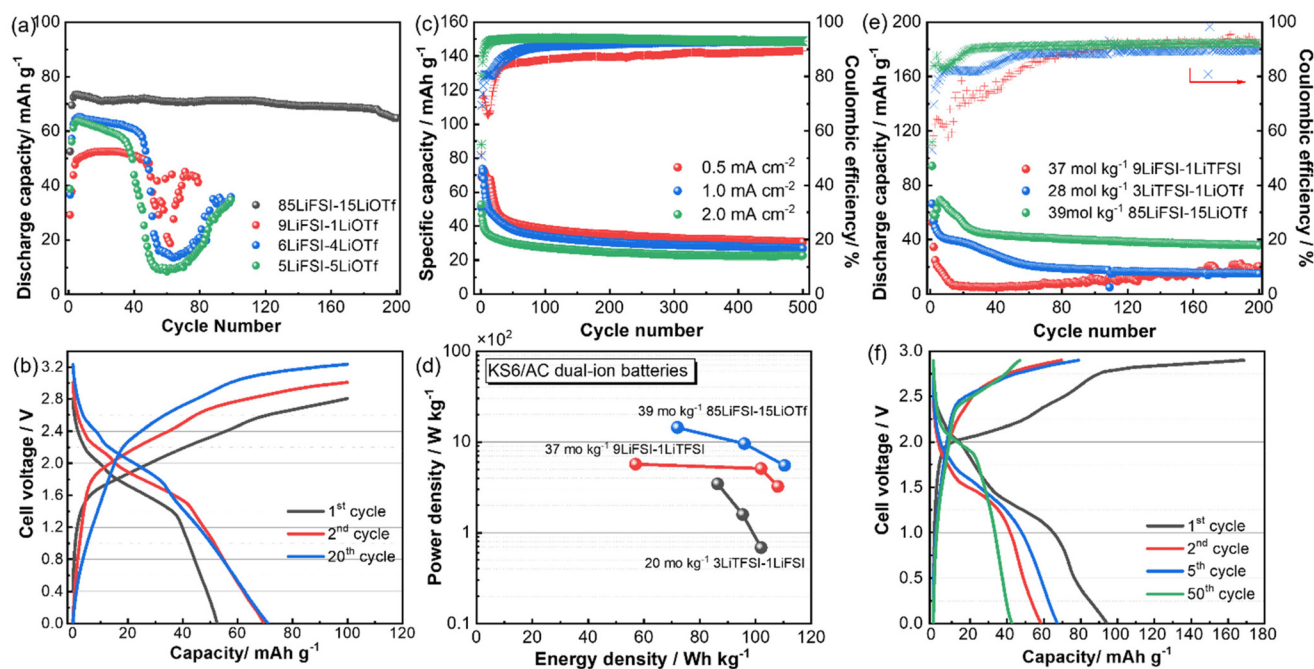 (a)
Discharge capacity/ mAh g-1
100
80
60
40
20
0
0 40 80 120 160 200
Cycle Number
85LiFSI-15LiOTf
9LiFSI-1LiOTf
6LiFSI-4LiOTf
5LiFSI-5LiOTf
(c)
Specific capacity / mAh g-1
160
140
120
100
80
60
40
20
0
0 100 200 300 400 500
Cycle number
Coulombic efficiency/ %
100
80
60
40
20
0
0.5 mA cm-2
1.0 mA cm-2
2.0 mA cm-2
(e)
Discharge capacity / mAh g-1
200
160
120
80
40
0
0 40 80 120 160 200
Cycle number
Coulombic efficiency / %
100
80
60
40
20
0
37 mol kg-1 9LiFSI-1LiTFSI
28 mol kg-1 3LiTFSI-1LiOTf
39mol kg-1 85LiFSI-15LiOTf
(b)
Cell voltage / V
3.2
2.8
2.4
2.0
1.6
1.2
0.8
0.4
0.0
0 20 40 60 80 100 120
Capacity/ mAh g-1
1st cycle
2nd cycle
20th cycle
(d)
×10²
Power density / W kg-1
100
10
1
0.1
0 20 40 60 80 100 120
Energy density / Wh kg-1
KS6/AC dual-ion batteries
39 mo kg-1 85LiFSI-15LiOTf
37 mo kg-1 9LiFSI-1LiTFSI
20 mo kg-1 3LiTFSI-1LiFSI
(f)
Cell voltage / V
3.0
2.5
2.0
1.5
1.0
0.5
0.0
0 20 40 60 80 100 120 140 160 180
Capacity/ mAh g-1
1st cycle
2nd cycle
5th cycle
50th cycle